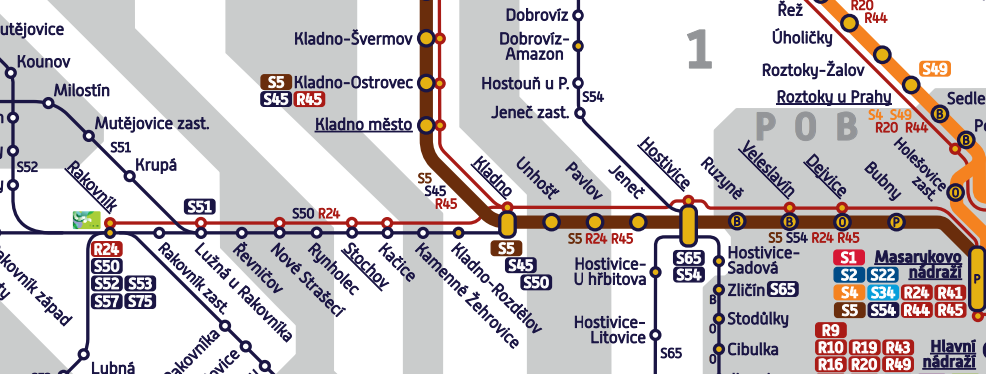 utějovice
Kounov
Milostín
Mutějovice zast.
S51
S52
Krupá
Rakovník
R24
S50
S52 S53
S57 S75
akovník západ
Lubná
S51
Rakovník zast.
Lužná u Rakovníka
Řevničov
Nové Strašecí
Rynholec
Stochov
Kačice
Kamenné Žehrovice
Kladno-Rozdělov
S50 R24
Kladno-Švermov
S5 Kladno-Ostrovec
S45 R45
Kladno město
S5
S45
R45
Kladno
S5
S45
S50
Unhošť
Pavlov
Jeneč
S5 R24 R45
Dobrovíz
Dobrovíz-
Amazon
Hostouň u P.
S54
Jeneč zast.
Hostivice
S65
S54
Hostivice-
U hřbitova
Hostivice-
Litovice
S65
Hostivice-
Sadová
Zličín S65
B
Stodůlky
0
Cibulka
0
1
P 0 B
Ruzyně
Veleslavín
Dejvice
Bubny
Holešovice
zast.
B B O P
S5 S54 R24 R45
Řež
R20
R44
Úholičky
Roztoky-Žalov
S49
Roztoky u Prahy
S4 S49
R20 R44
B
B
O
P
Sedle
S1 Masarykovo
S2 S22 nádraží
S4 S34 R24 R41
S5 S54 R44 R45
R9
R10 R19 R43 Hlavní
R16 R20 R49 nádraží